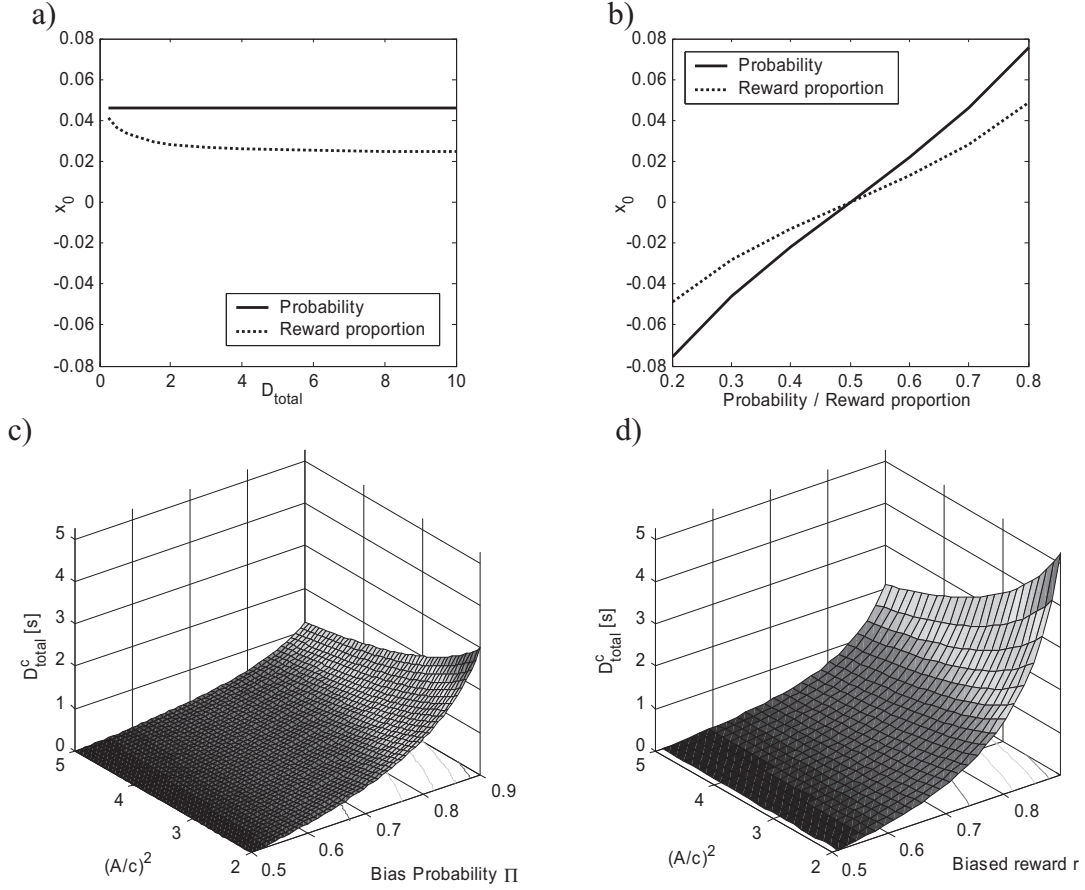 a)
0.08
0.06
0.04
0.02
0
-0.02
-0.04
-0.06
-0.08
x0
Probability
Reward proportion
0 2 4 6 8 10
Dtotal
b)
0.08
0.06
0.04
0.02
0
-0.02
-0.04
-0.06
-0.08
x0
Probability
Reward proportion
0.2 0.3 0.4 0.5 0.6 0.7 0.8
Probability / Reward proportion
c)
5
4
3
2
1
0
D^c_total [s]
5
4
3
2
(A/c)^2
0.5
0.6
0.7
0.8
0.9
Bias Probability Π
d)
5
4
3
2
1
0
D^c_total [s]
5
4
3
2
(A/c)^2
0.5
0.6
0.7
0.8
Biased reward r